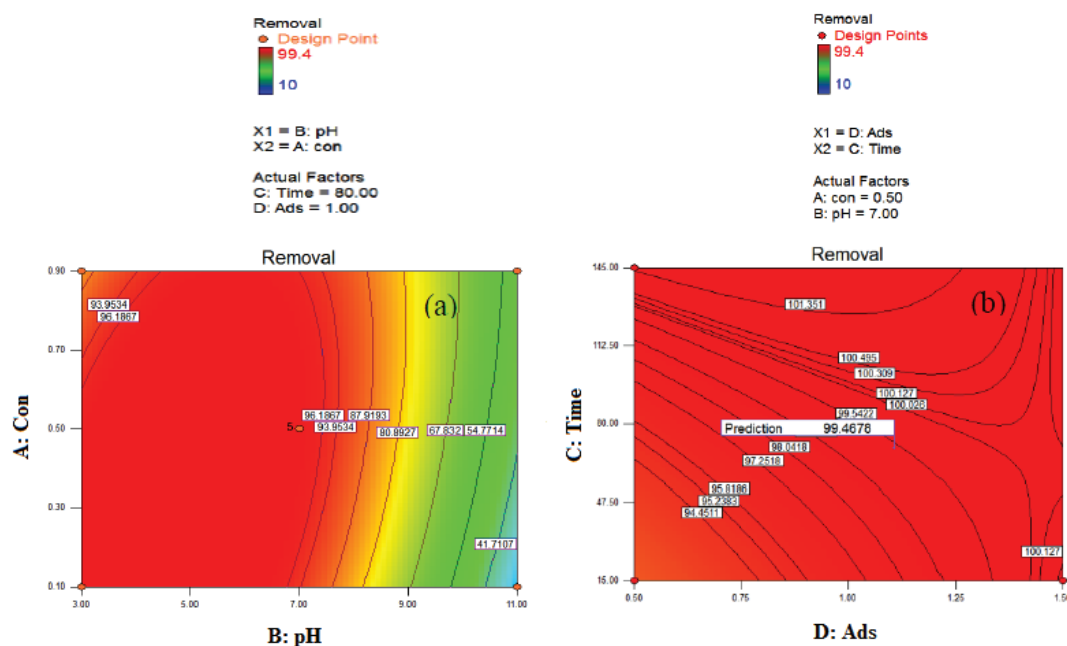 Removal
Design Point
99.4
10
X1 = B: pH
X2 = A: con
Actual Factors
C: Time = 80.00
D: Ads = 1.00
Removal
(a)
0.90
0.70
0.50
0.30
0.10
93.9534
96.1867
5
96.1867
87.9193
93.9534
80.8927
67.832
54.7714
41.7107
3.00
5.00
7.00
9.00
11.00
A: Con
B: pH
Removal
Design Points
99.4
10
X1 = D: Ads
X2 = C: Time
Actual Factors
A: con = 0.50
B: pH = 7.00
Removal
(b)
145.00
112.50
80.00
47.50
15.00
101.351
100.495
100.309
100.127
100.026
99.5422
Prediction 99.4678
98.0418
97.2518
95.8186
95.2383
94.4511
100.127
0.50
0.75
1.00
1.25
1.50
C: Time
D: Ads